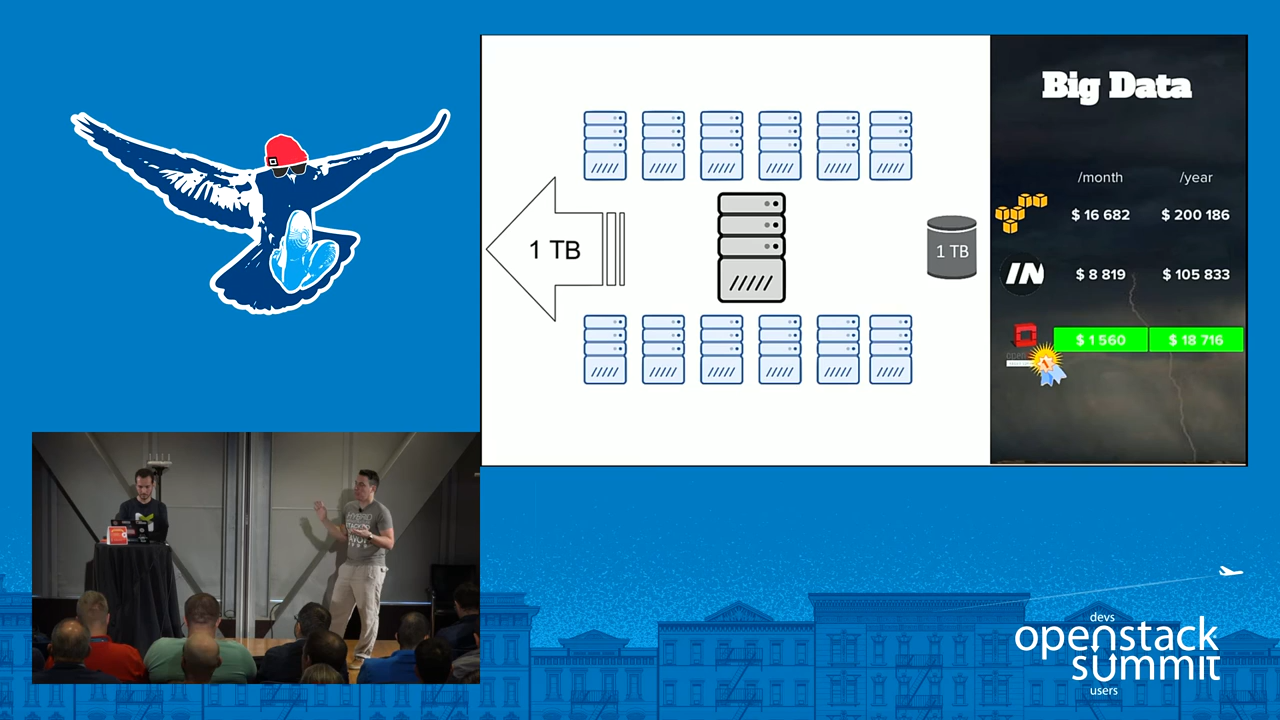 Big Data
/month /year
$ 16 682 $ 200 186
IN $ 8 819 $ 105 833
$ 1 560 $ 18 716
1 TB
1 TB
devs
openstack
summit
users